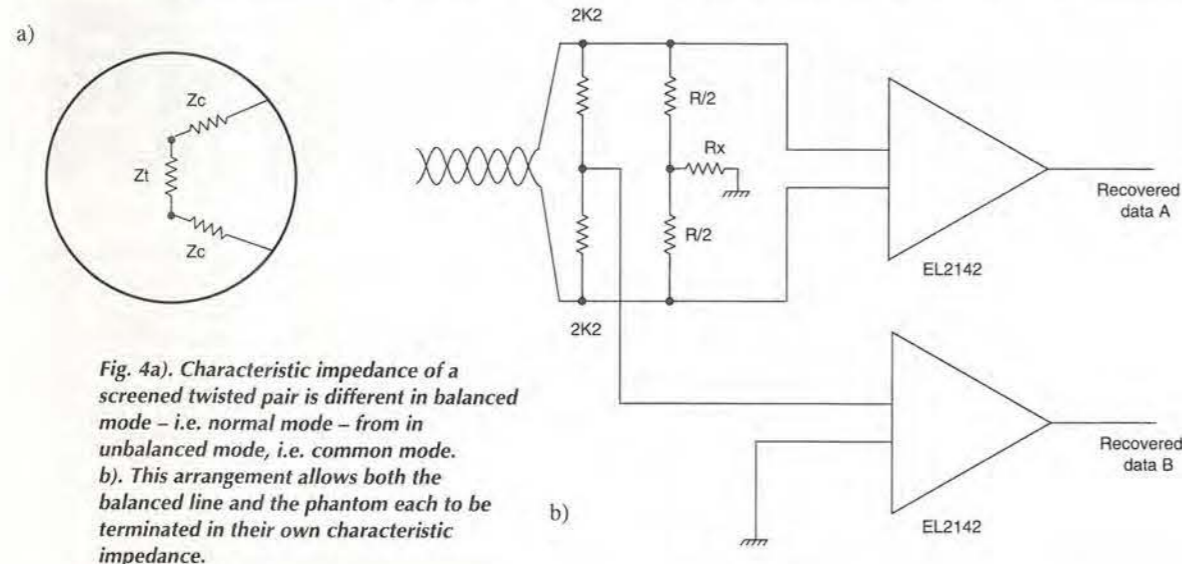 a)
Zc
Zt
Zc
2K2
R/2
Rx
R/2
2K2
EL2142
Recovered
data A
EL2142
Recovered
data B
Fig. 4a). Characteristic impedance of a
screened twisted pair is different in balanced
mode – i.e. normal mode – from in
unbalanced mode, i.e. common mode.
b). This arrangement allows both the
balanced line and the phantom each to be
terminated in their own characteristic
impedance.
b)